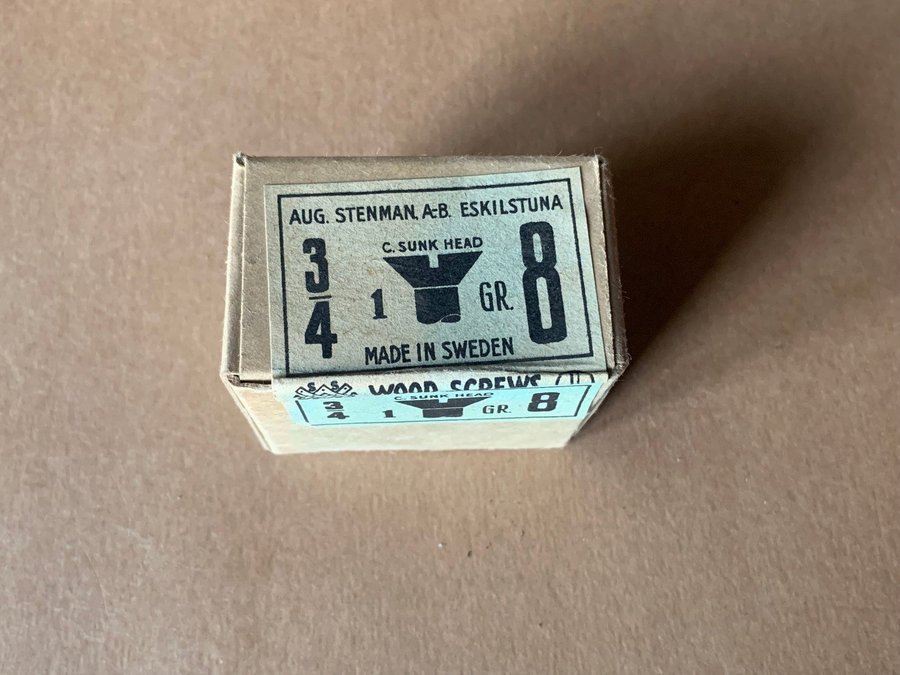 AUG. STENMAN, A-B. ESKILSTUNA
C. SUNK HEAD
3/4 1 GR. 8
MADE IN SWEDEN
WOOD SCREWS
C. SUNK HEAD
3/4 1 GR. 8